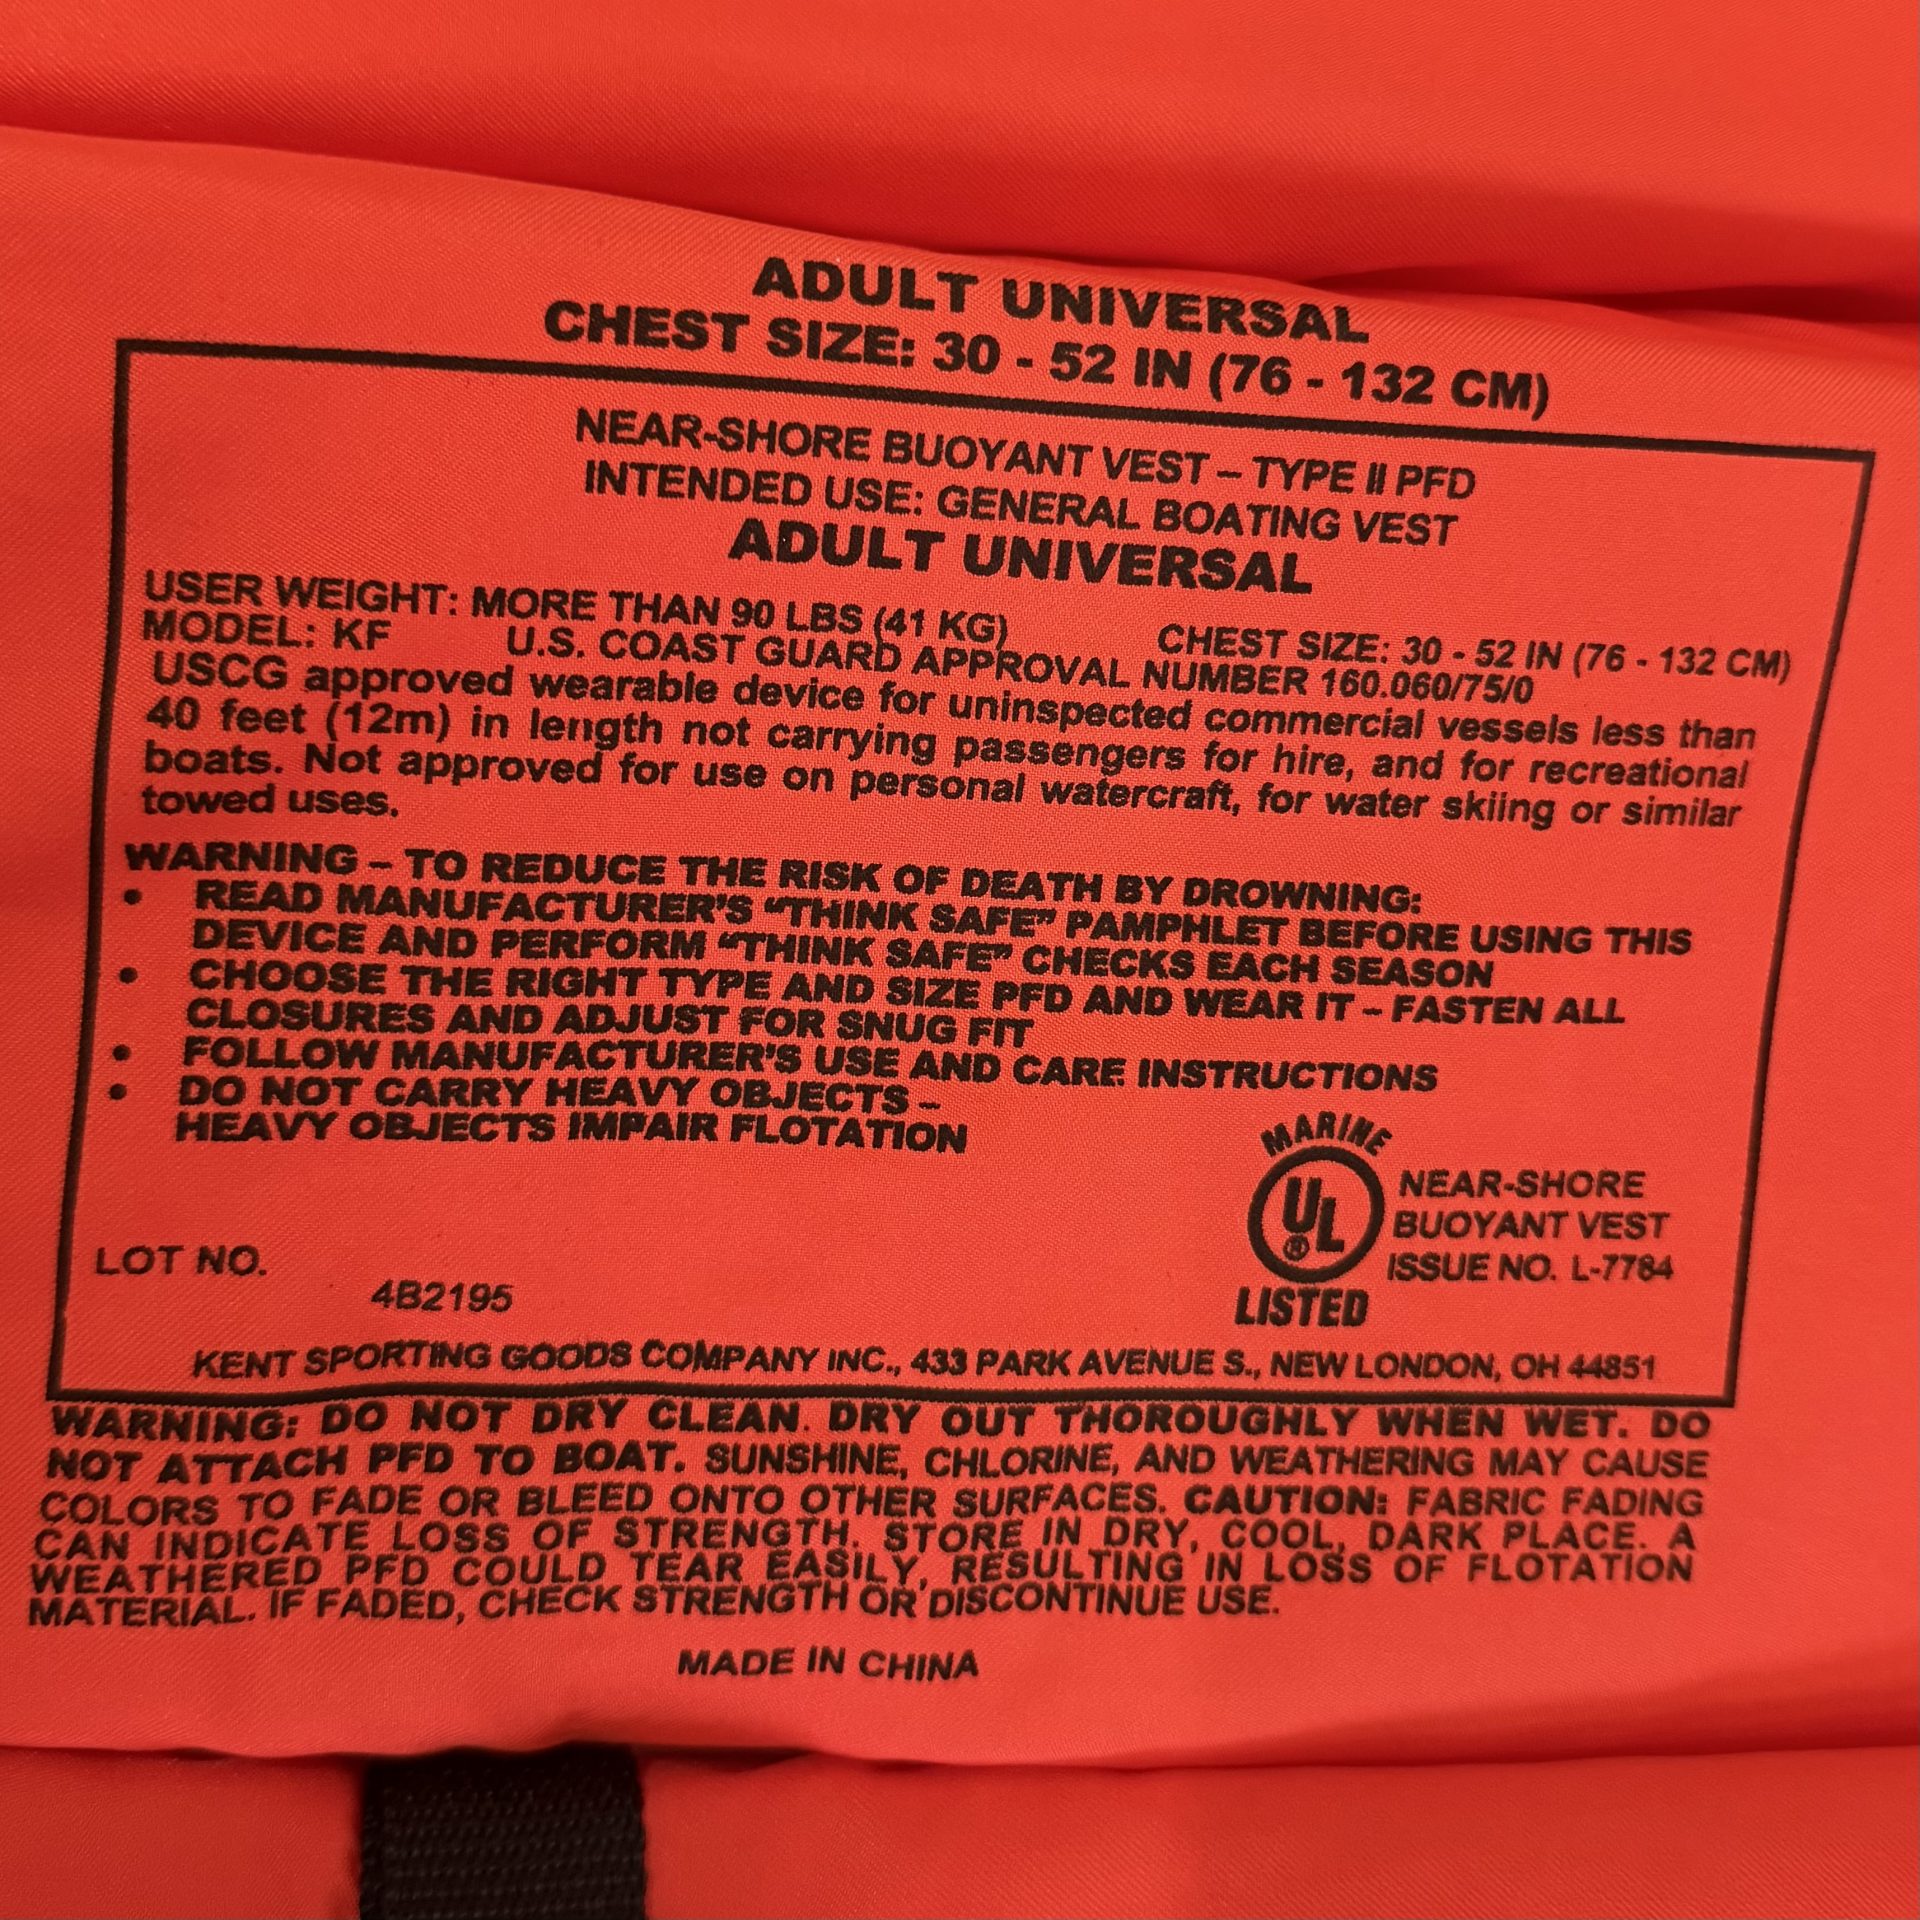 ADULT UNIVERSAL
CHEST SIZE: 30 - 52 IN (76 - 132 CM)
NEAR-SHORE BUOYANT VEST – TYPE II PFD
INTENDED USE: GENERAL BOATING VEST
ADULT UNIVERSAL
USER WEIGHT: MORE THAN 90 LBS (41 KG) CHEST SIZE: 30 - 52 IN (76 - 132 CM)
MODEL: KF U.S. COAST GUARD APPROVAL NUMBER 160.060/75/0
USCG approved wearable device for uninspected commercial vessels less than
40 feet (12m) in length not carrying passengers for hire, and for recreational
boats. Not approved for use on personal watercraft, for water skiing or similar
towed uses.
WARNING – TO REDUCE THE RISK OF DEATH BY DROWNING:
• READ MANUFACTURER'S “THINK SAFE” PAMPHLET BEFORE USING THIS
DEVICE AND PERFORM “THINK SAFE” CHECKS EACH SEASON
• CHOOSE THE RIGHT TYPE AND SIZE PFD AND WEAR IT – FASTEN ALL
CLOSURES AND ADJUST FOR SNUG FIT
• FOLLOW MANUFACTURER'S USE AND CARE INSTRUCTIONS
• DO NOT CARRY HEAVY OBJECTS –
HEAVY OBJECTS IMPAIR FLOTATION
MARINE
UL®
LISTED
NEAR-SHORE
BUOYANT VEST
ISSUE NO. L-7784
LOT NO.
4B2195
KENT SPORTING GOODS COMPANY INC., 433 PARK AVENUE S., NEW LONDON, OH 44851
WARNING: DO NOT DRY CLEAN. DRY OUT THOROUGHLY WHEN WET. DO
NOT ATTACH PFD TO BOAT. SUNSHINE, CHLORINE, AND WEATHERING MAY CAUSE
COLORS TO FADE OR BLEED ONTO OTHER SURFACES. CAUTION: FABRIC FADING
CAN INDICATE LOSS OF STRENGTH. STORE IN DRY, COOL, DARK PLACE. A
WEATHERED PFD COULD TEAR EASILY, RESULTING IN LOSS OF FLOTATION
MATERIAL. IF FADED, CHECK STRENGTH OR DISCONTINUE USE.
MADE IN CHINA